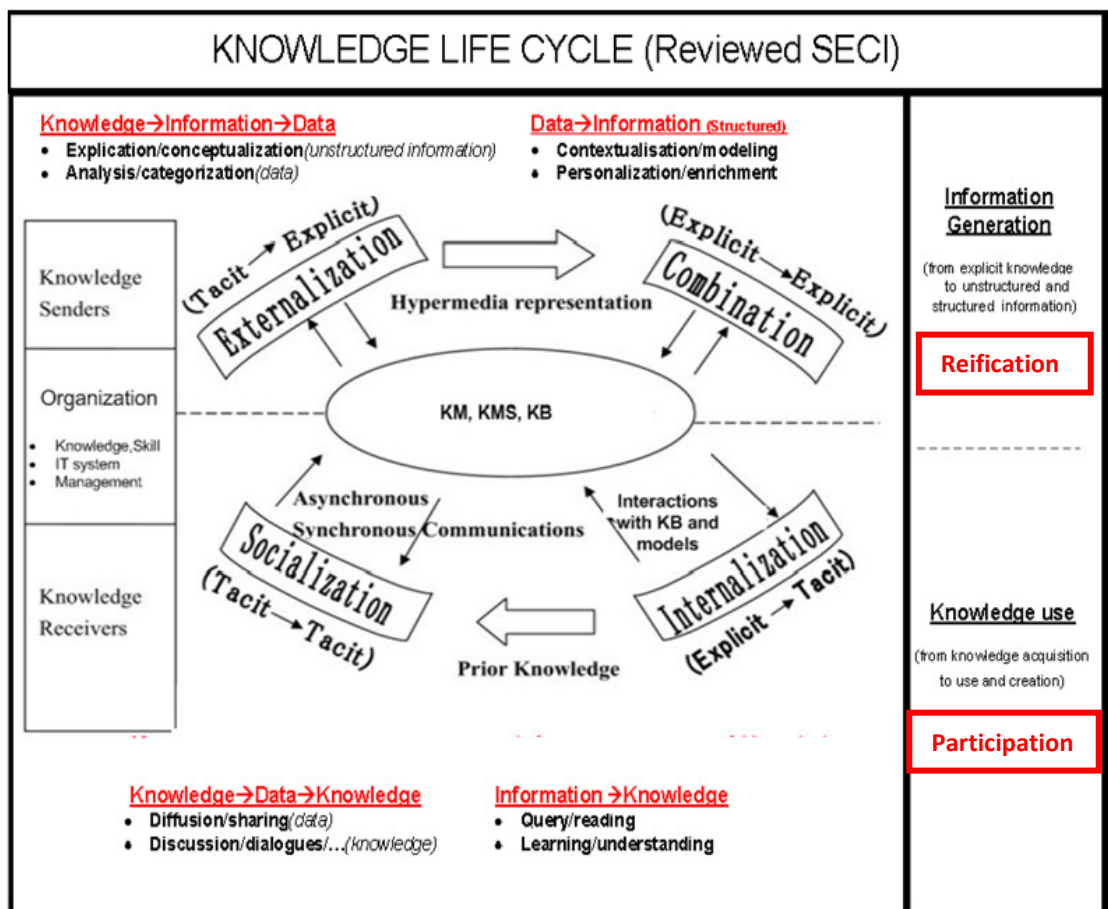 KNOWLEDGE LIFE CYCLE (Reviewed SECI)
Knowledge→Information→Data
• Explication/conceptualization(unstructured information)
• Analysis/categorization(data)
Data→Information (Structured)
• Contextualisation/modeling
• Personalization/enrichment
Knowledge
Senders
Organization
• Knowledge,Skill
• IT system
• Management
Knowledge
Receivers
(Tacit → Explicit)
Externalization
Hypermedia representation
(Explicit → Explicit)
Combination
KM, KMS, KB
Asynchronous
Synchronous Communications
Socialization
(Tacit → Tacit)
Interactions
with KB and
models
Internalization
(Explicit → Tacit)
Prior Knowledge
Knowledge→Data→Knowledge
• Diffusion/sharing(data)
• Discussion/dialogues/...(knowledge)
Information →Knowledge
• Query/reading
• Learning/understanding
Information
Generation
(from explicit knowledge
to unstructured and
structured information)
Reification
Knowledge use
(from knowledge acquisition
to use and creation)
Participation